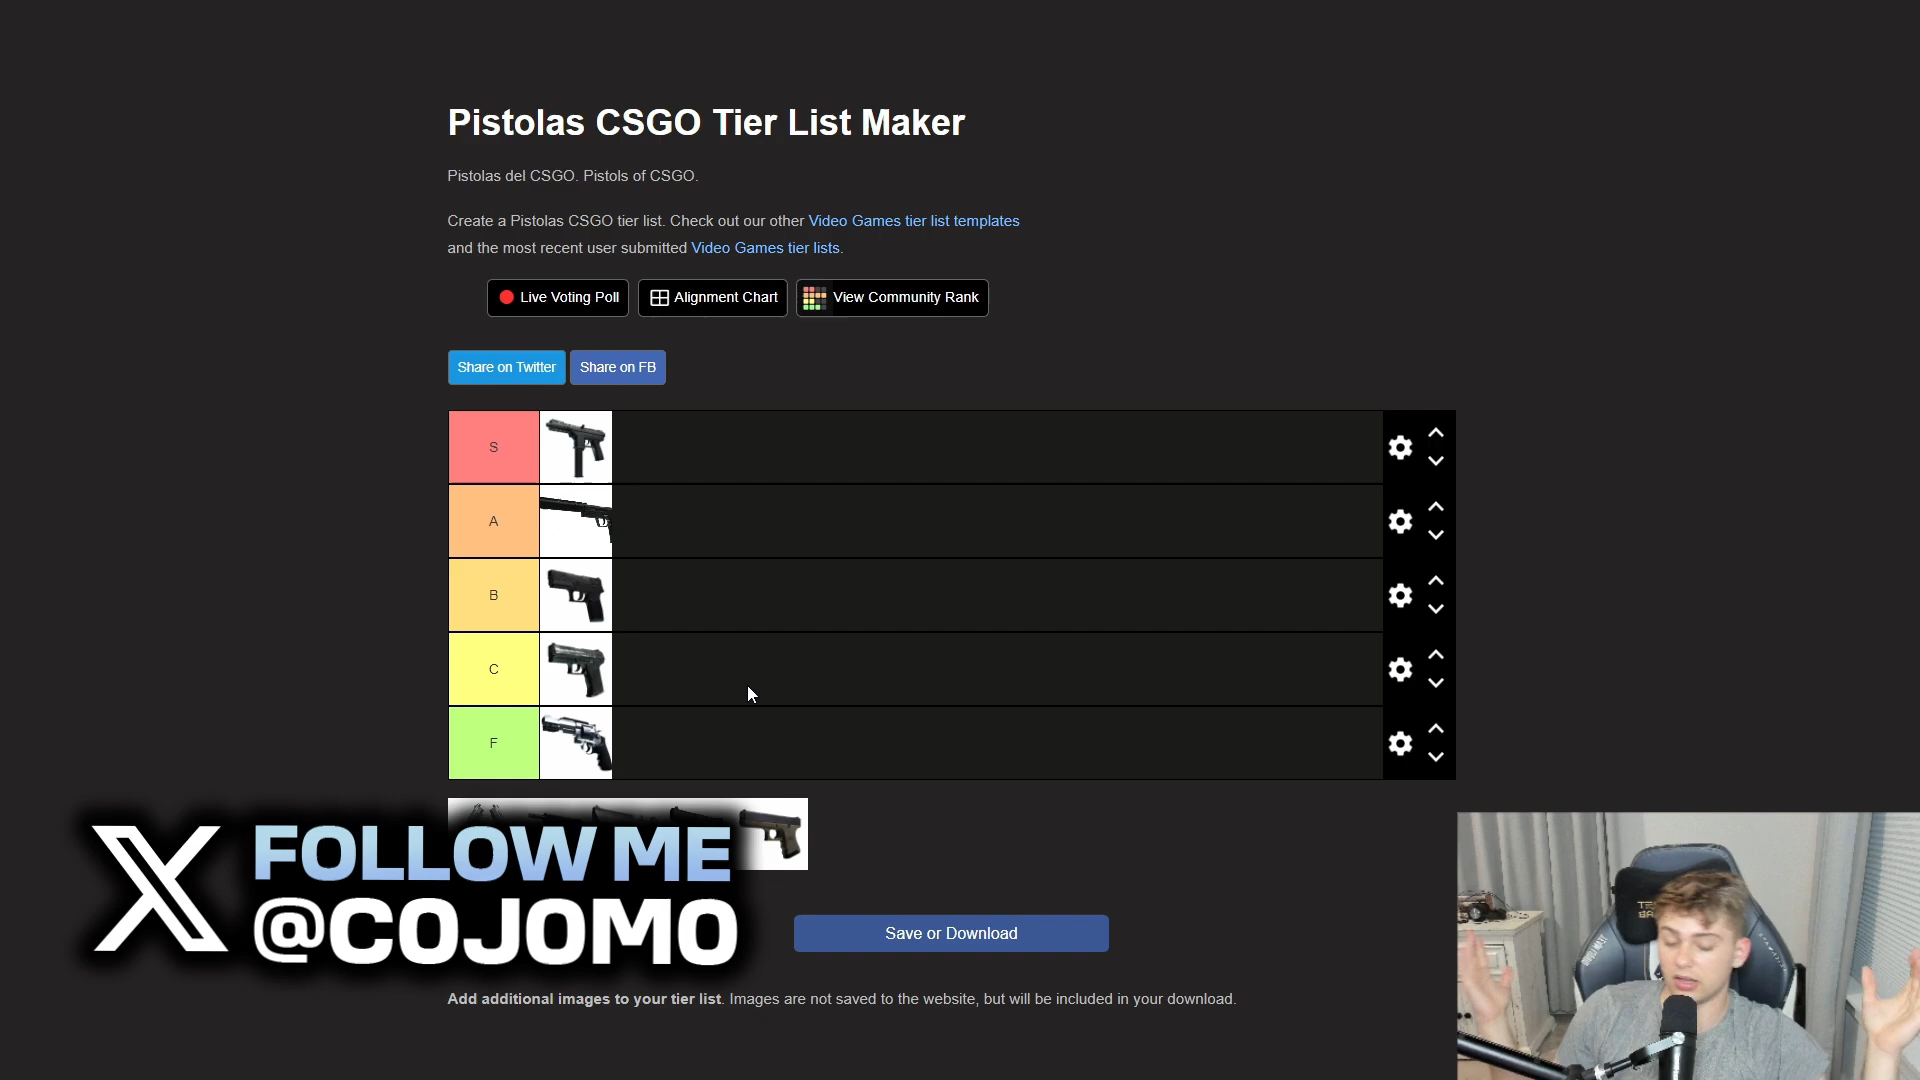 Pistolas CSGO Tier List Maker
Pistolas del CSGO. Pistols of CSGO.
Create a Pistolas CSGO tier list. Check out our other Video Games tier list templates
and the most recent user submitted Video Games tier lists.
Live Voting Poll
Alignment Chart
View Community Rank
Share on Twitter
Share on FB
S
A
B
C
F
FOLLOW ME
@COJOMO
Save or Download
Add additional images to your tier list. Images are not saved to the website, but will be included in your download.